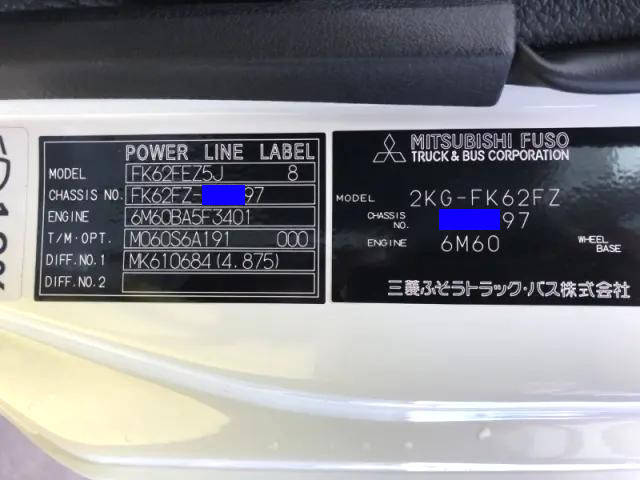 POWER LINE LABEL
MODEL FK62FEZ5J 8
CHASSIS NO. FK62FZ- 97
ENGINE 6M60BA5F3401
T/M・OPT. M060S6A191 000
DIFF.NO.1 MK610684(4.875)
DIFF.NO.2
MITSUBISHI FUSO
TRUCK & BUS CORPORATION
MODEL 2KG-FK62FZ
CHASSIS NO. 97
ENGINE 6M60 WHEEL BASE
三菱ふそうトラック・バス株式会社